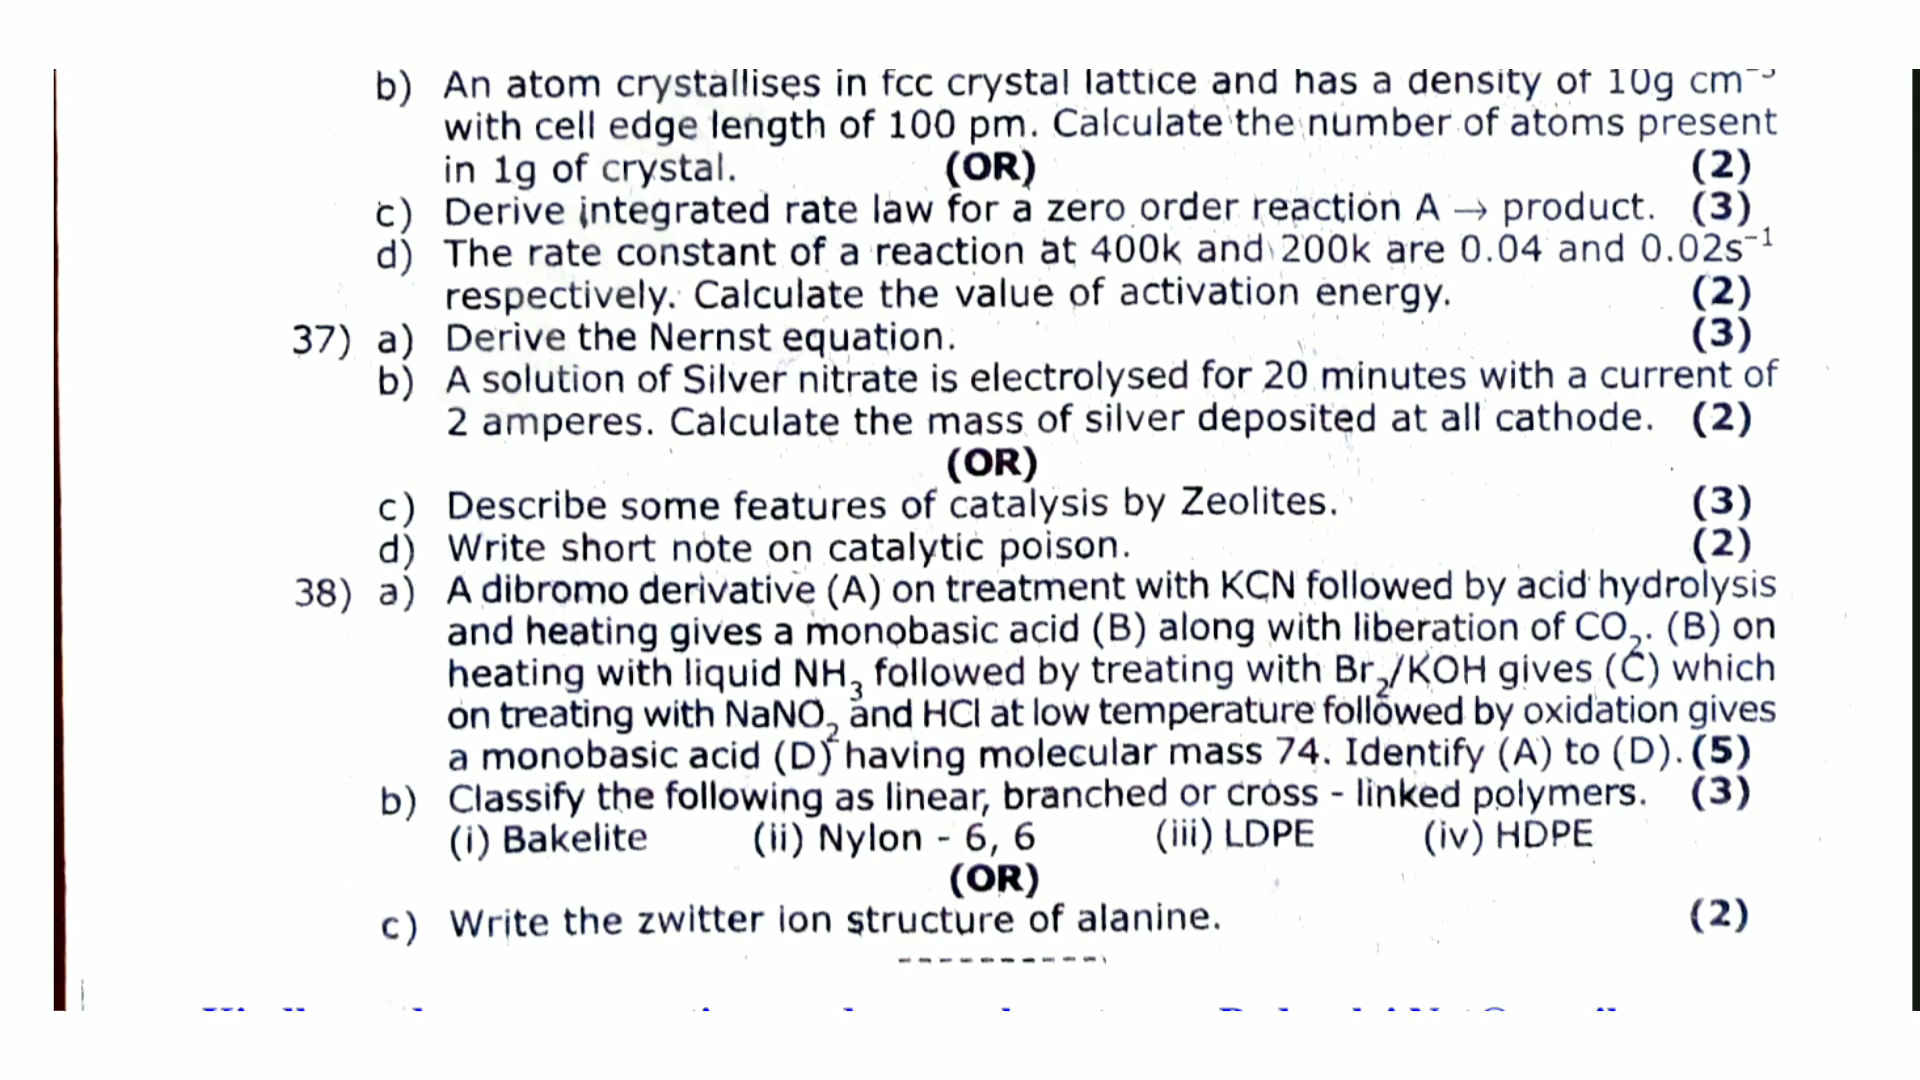 b) An atom crystallises in fcc crystal lattice and has a density of 10g cm⁻³
with cell edge length of 100 pm. Calculate the number of atoms present
in 1g of crystal. (OR) (2)
c) Derive integrated rate law for a zero order reaction A → product. (3)
d) The rate constant of a reaction at 400k and 200k are 0.04 and 0.02s⁻¹
respectively. Calculate the value of activation energy. (2)
37) a) Derive the Nernst equation. (3)
b) A solution of Silver nitrate is electrolysed for 20 minutes with a current of
2 amperes. Calculate the mass of silver deposited at all cathode. (2)
(OR)
c) Describe some features of catalysis by Zeolites. (3)
d) Write short note on catalytic poison. (2)
38) a) A dibromo derivative (A) on treatment with KCN followed by acid hydrolysis
and heating gives a monobasic acid (B) along with liberation of CO₂. (B) on
heating with liquid NH₃ followed by treating with Br₂/KOH gives (C) which
on treating with NaNO₂ and HCl at low temperature followed by oxidation gives
a monobasic acid (D) having molecular mass 74. Identify (A) to (D). (5)
b) Classify the following as linear, branched or cross - linked polymers. (3)
(i) Bakelite (ii) Nylon - 6, 6 (iii) LDPE (iv) HDPE
(OR)
c) Write the zwitter ion structure of alanine. (2)